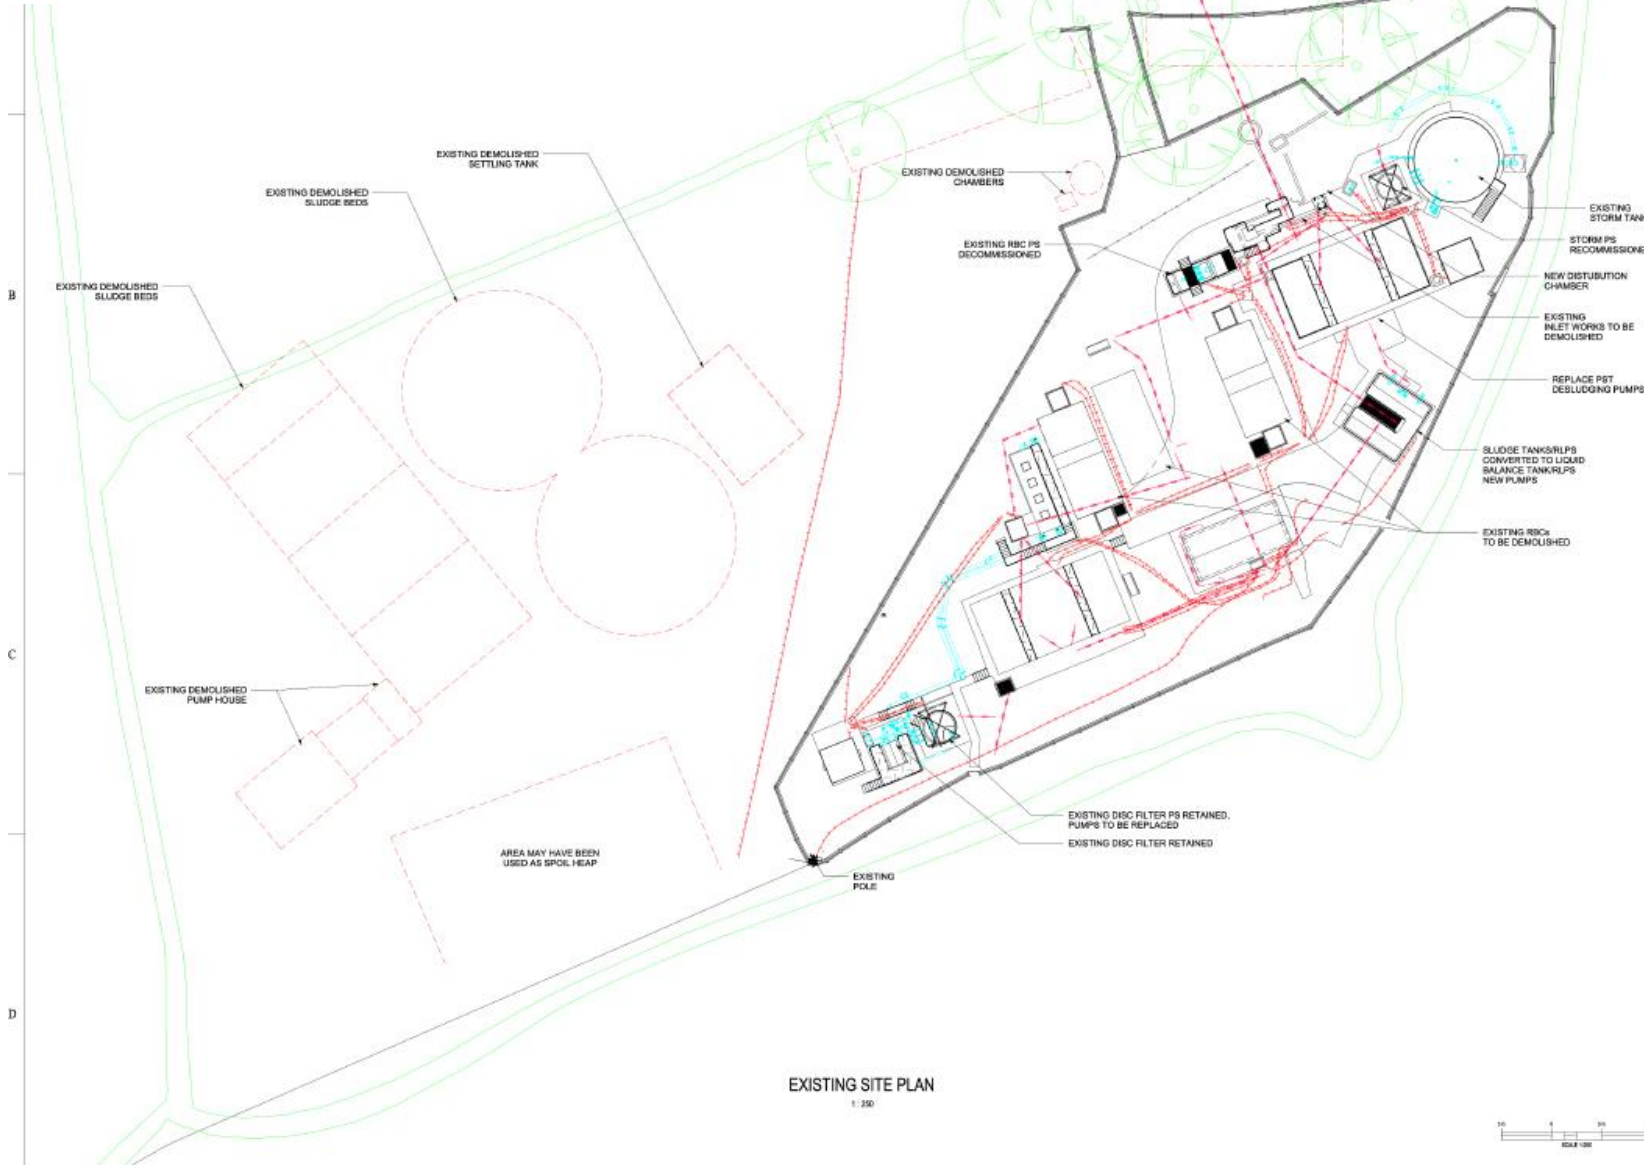 EXISTING DEMOLISHED
SETTLING TANK
EXISTING DEMOLISHED
SLUDGE BEDS
EXISTING DEMOLISHED
CHAMBERS
EXISTING
STORM TANK
EXISTING RBC PS
DECOMMISSIONED
STORM PS
RECOMMISSIONE
NEW DISTUBUTION
CHAMBER
B
EXISTING DEMOLISHED
SLUDGE BEDS
EXISTING
INLET WORKS TO BE
DEMOLISHED
REPLACE PST
DESLUDGING PUMPS
SLUDGE TANKS/RLPS
CONVERTED TO LIQUID
BALANCE TANK/RLPS
NEW PUMPS
EXISTING RBCs
TO BE DEMOLISHED
C
EXISTING DEMOLISHED
PUMP HOUSE
EXISTING DISC FILTER PS RETAINED.
PUMPS TO BE REPLACED
EXISTING DISC FILTER RETAINED
AREA MAY HAVE BEEN
USED AS SPOIL HEAP
EXISTING
POLE
D
EXISTING SITE PLAN
1 : 250